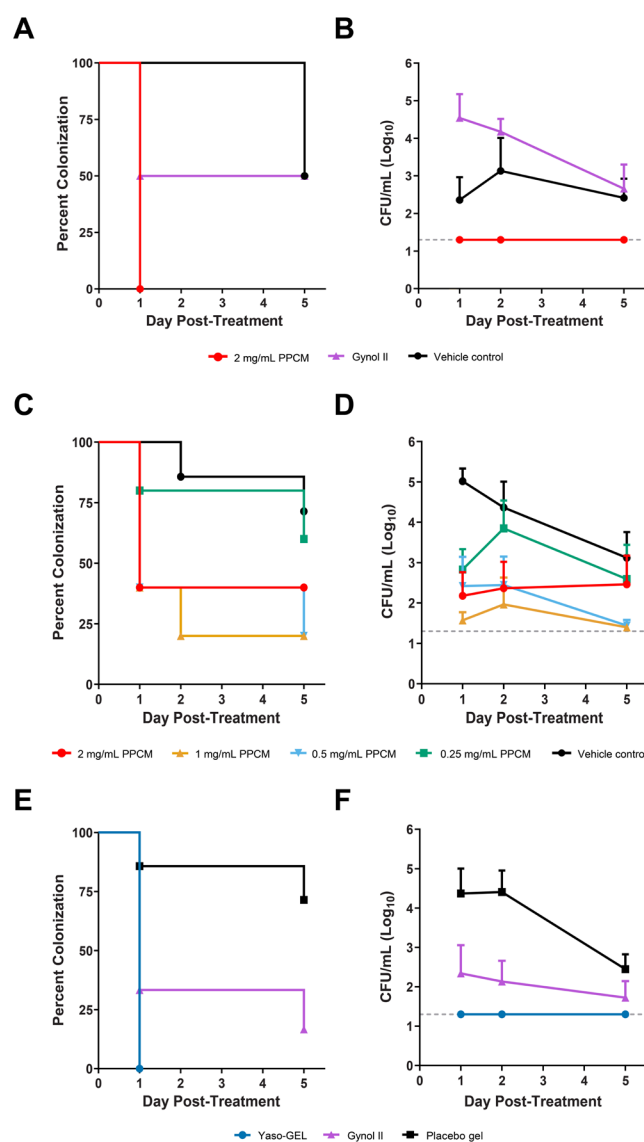 A
B
Percent Colonization
100
75
50
25
0
0
1
2
3
4
5
Day Post-Treatment
CFU/mL (Log10)
6
5
4
3
2
1
0
0
1
2
3
4
5
Day Post-Treatment
2 mg/mL PPCM
Gynol II
Vehicle control
C
D
Percent Colonization
100
75
50
25
0
0
1
2
3
4
5
Day Post-Treatment
CFU/mL (Log10)
6
5
4
3
2
1
0
0
1
2
3
4
5
Day Post-Treatment
2 mg/mL PPCM
1 mg/mL PPCM
0.5 mg/mL PPCM
0.25 mg/mL PPCM
Vehicle control
E
F
Percent Colonization
100
75
50
25
0
0
1
2
3
4
5
Day Post-Treatment
CFU/mL (Log10)
6
5
4
3
2
1
0
0
1
2
3
4
5
Day Post-Treatment
Yaso-GEL
Gynol II
Placebo gel